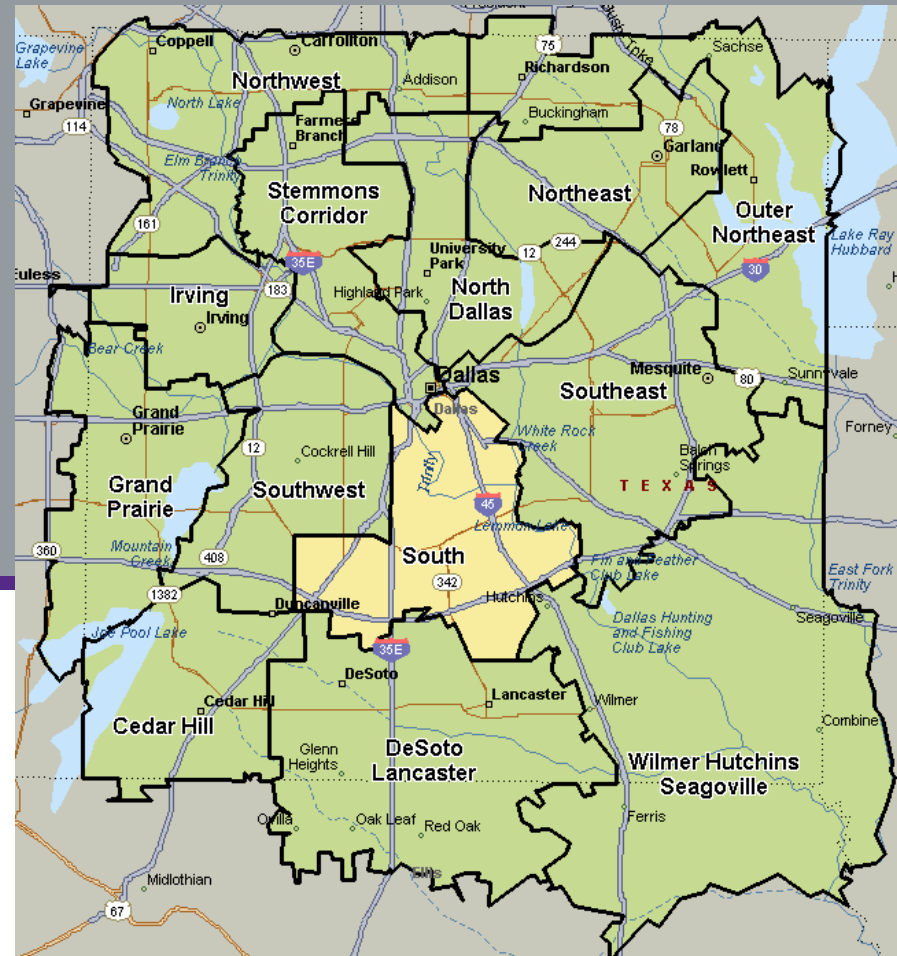 75
Sachse
Coppell
Carrollton
Grapevine
Lake
Richardson
Northwest
Addison
North Lake
Grapevine
Buckingham
Farmers
Branch
114
78
Garland
Elm Branch
Trinity
Rowlett
Stemmons
Corridor
Northeast
Outer
Northeast
161
University
Park
12
244
Lake Ray
Hubbard
35E
30
183
Irving
Highland Park
North
Dallas
Irving
Bear Creek
Dallas
Mesquite
80
Sunnyvale
Southeast
Dallas
Grand
Prairie
White Rock
Creek
Forney
12
Cockrell Hill
Balch
Springs
Trinity
TEXAS
Grand
Prairie
Southwest
45
Lemmon Lake
360
Mountain
Creek
408
South
342
Fin and Feather
Club Lake
East Fork
Trinity
1382
Duncanville
Hutchins
Seagoville
Joe Pool Lake
Dallas Hunting
and Fishing
Club Lake
35E
DeSoto
Lancaster
Cedar Hill
Wilmer
Cedar Hill
Combine
Glenn
Heights
DeSoto
Lancaster
Wilmer Hutchins
Seagoville
Ferris
Ovilla
Oak Leaf
Red Oak
Ellis
Midlothian
67